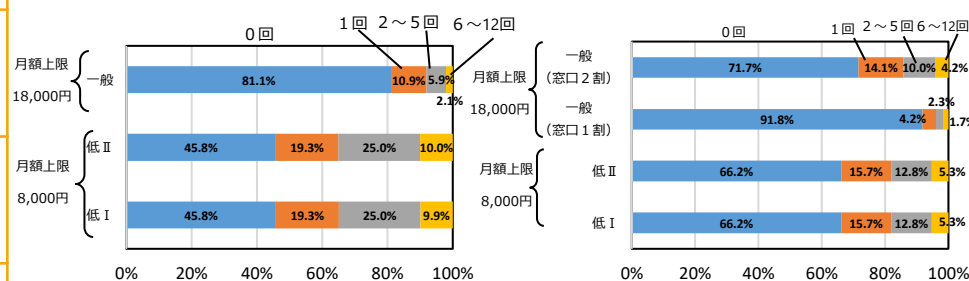 0回
1回 2～5回 6～12回
月額上限
18,000円
一般
81.1% 10.9% 5.9%
2.1%
月額上限
8,000円
低Ⅱ
45.8% 19.3% 25.0% 10.0%
低Ⅰ
45.8% 19.3% 25.0% 9.9%
0% 20% 40% 60% 80% 100%
0回
1回 2～5回 6～12回
月額上限
18,000円
一般
（窓口２割）
71.7% 14.1% 10.0% 4.2%
一般
（窓口１割）
2.3%
91.8% 4.2% 1.7%
月額上限
8,000円
低Ⅱ
66.2% 15.7% 12.8% 5.3%
低Ⅰ
66.2% 15.7% 12.8% 5.3%
0% 20% 40% 60% 80% 100%